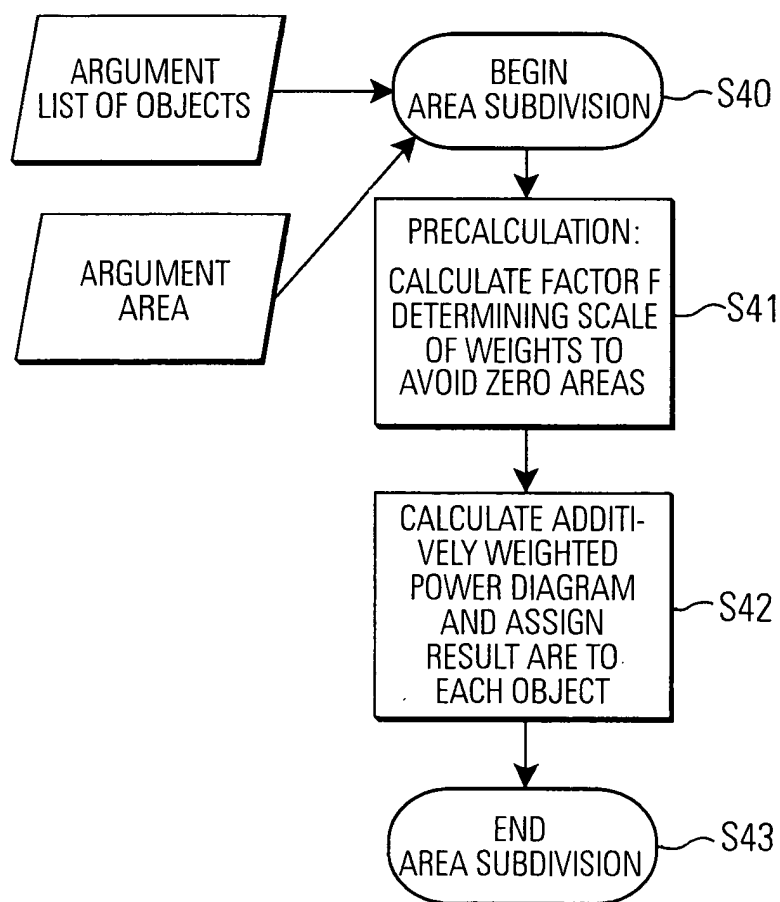 ARGUMENT
LIST OF OBJECTS
BEGIN
AREA SUBDIVISION
S40
ARGUMENT
AREA
PRECALCULATION:
CALCULATE FACTOR F
DETERMINING SCALE
OF WEIGHTS TO
AVOID ZERO AREAS
S41
CALCULATE ADDITI-
VELY WEIGHTED
POWER DIAGRAM
AND ASSIGN
RESULT ARE TO
EACH OBJECT
S42
END
AREA SUBDIVISION
S43